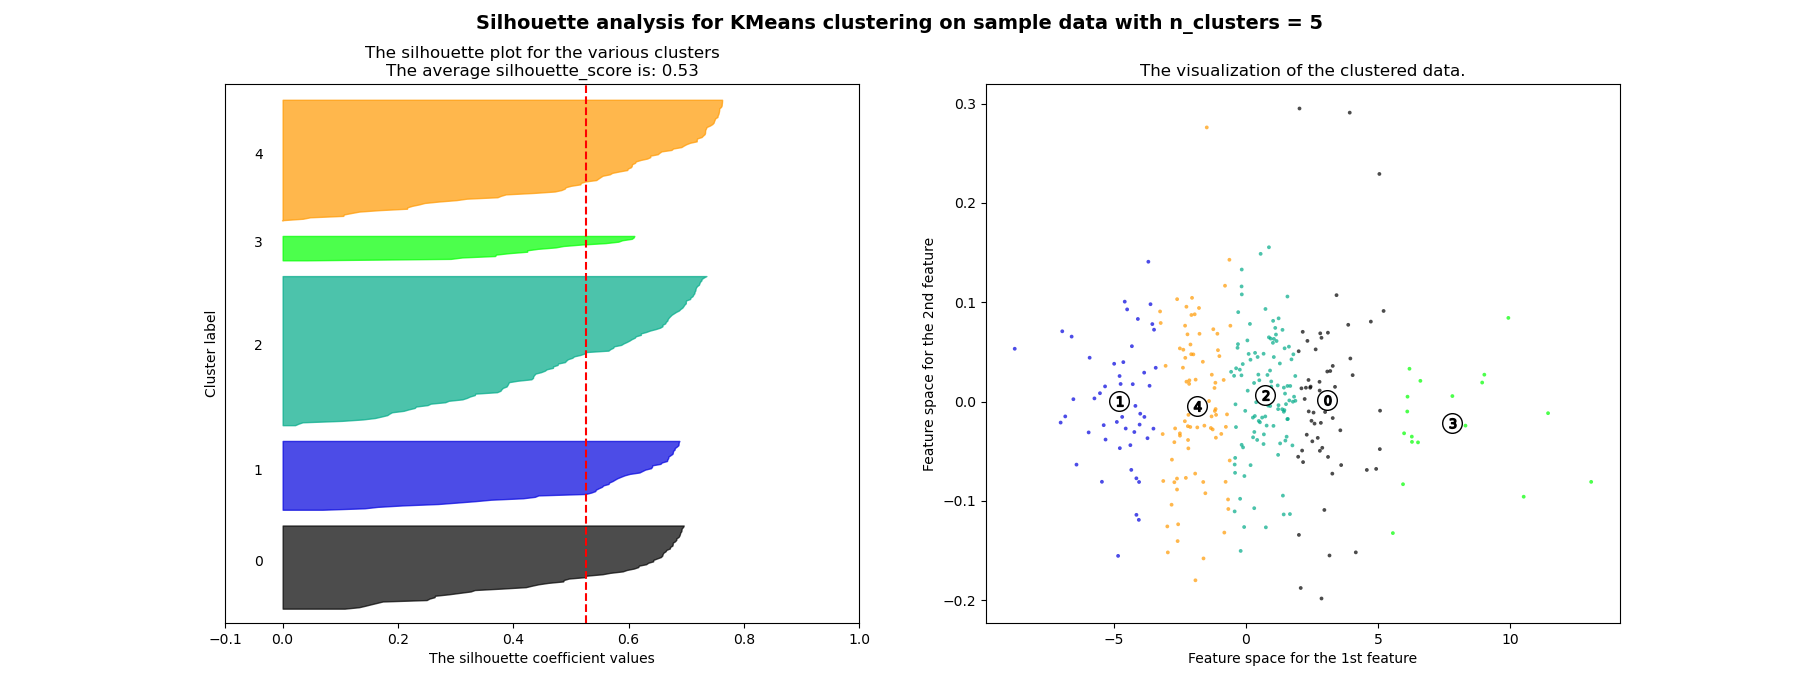 Silhouette analysis for KMeans clustering on sample data with n_clusters = 5
The silhouette plot for the various clusters
The average silhouette_score is: 0.53
4
3
2
1
0
Cluster label
−0.1 0.0 0.2 0.4 0.6 0.8 1.0
The silhouette coefficient values
The visualization of the clustered data.
0.3
0.2
0.1
0.0
−0.1
−0.2
Feature space for the 2nd feature
1 4 2 0 3
−5 0 5 10
Feature space for the 1st feature